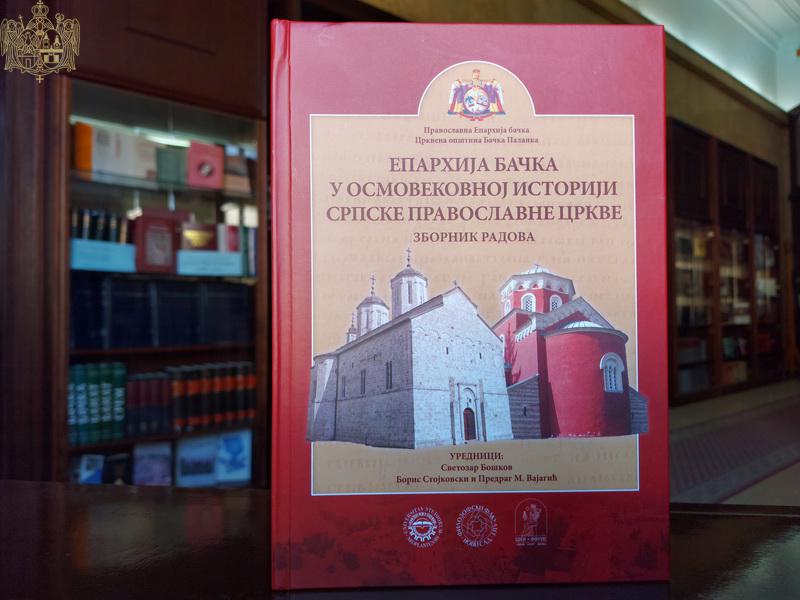 Православна Епархија бачка
Црквена општина Бачка Паланка
ЕПАРХИЈА БАЧКА
У ОСМОВЕКОВНОЈ ИСТОРИЈИ
СРПСКЕ ПРАВОСЛАВНЕ ЦРКВЕ
ЗБОРНИК РАДОВА
УРЕДНИЦИ:
Светозар Бошков
Борис Стојковски и Предраг М. Вајагић